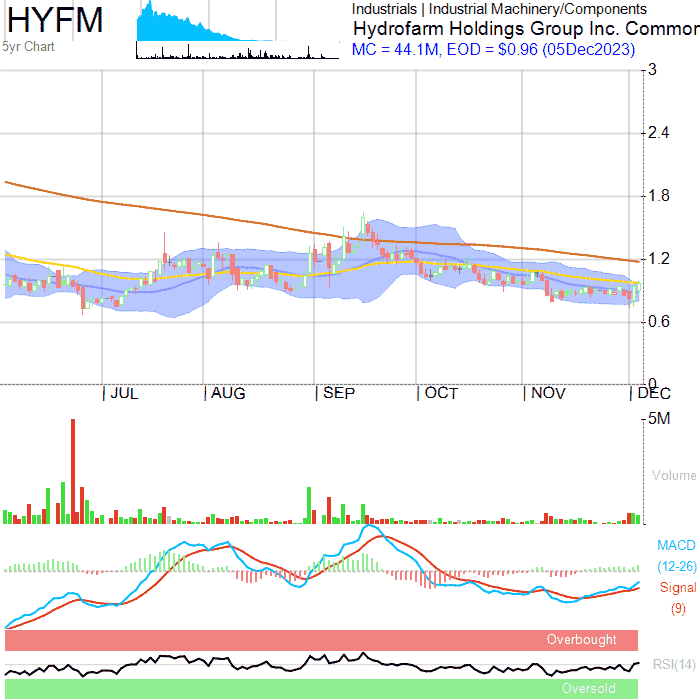 HYFM
5yr Chart
Industrials | Industrial Machinery/Components
Hydrofarm Holdings Group Inc. Common
MC = 44.1M, EOD = $0.96 (05Dec2023)
3
2.4
1.8
1.2
0.6
0
| JUL | AUG | SEP | OCT | NOV | DEC
5M
Volume
MACD
(12-26)
Signal
(9)
Overbought
RSI(14)
Oversold